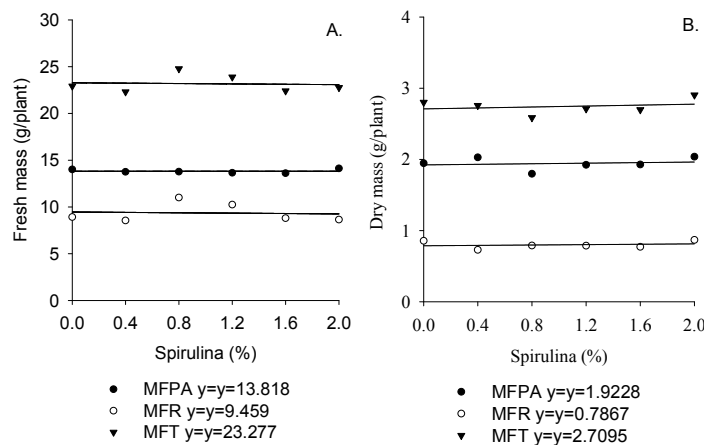 A.
30
25
20
15
10
5
0
Fresh mass (g/plant)
0.0 0.4 0.8 1.2 1.6 2.0
Spirulina (%)
MFPA y=y=13.818
MFR y=y=9.459
MFT y=y=23.277
B.
4
3
2
1
0
Dry mass (g/plant)
0.0 0.4 0.8 1.2 1.6 2.0
Spirulina (%)
MFPA y=y=1.9228
MFR y=y=0.7867
MFT y=y=2.7095